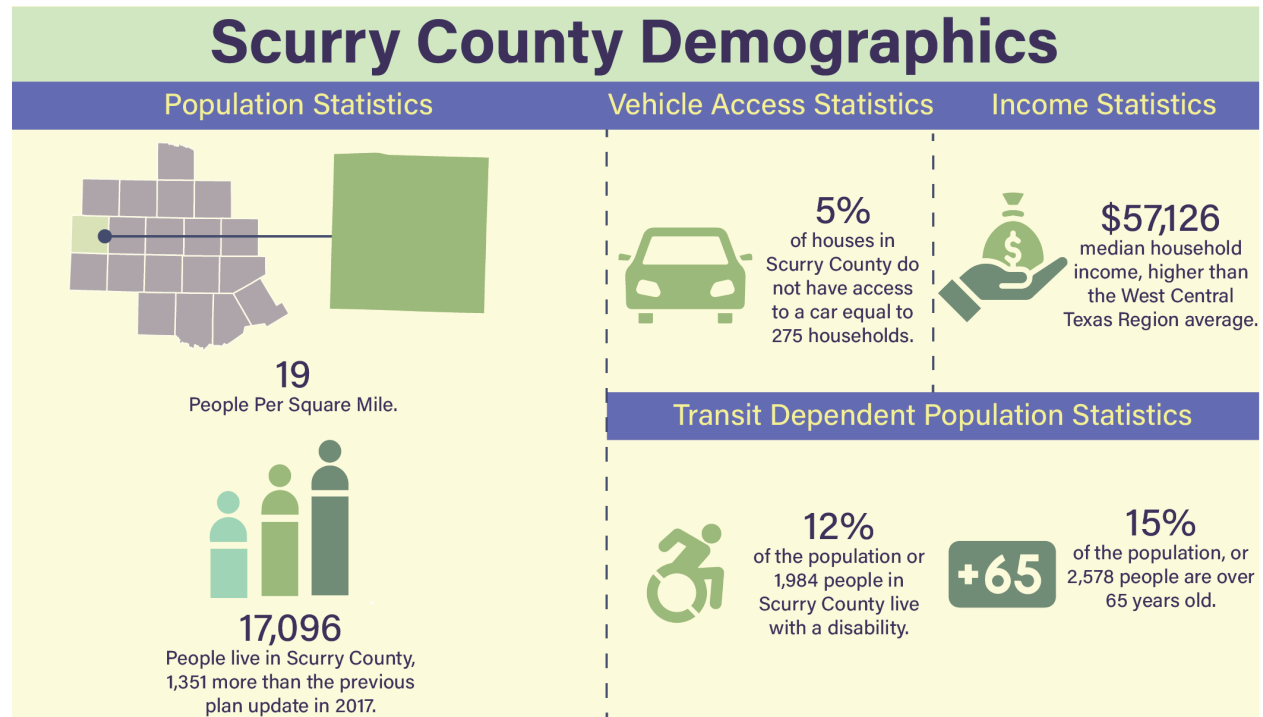 Scurry County Demographics
Population Statistics
Vehicle Access Statistics
Income Statistics
19
People Per Square Mile.
17,096
People live in Scurry County,
1,351 more than the previous
plan update in 2017.
5%
of houses in
Scurry County do
not have access
to a car equal to
275 households.
$
$57,126
median household
income, higher than
the West Central
Texas Region average.
Transit Dependent Population Statistics
12%
of the population or
1,984 people in
Scurry County live
with a disability.
+65
15%
of the population, or
2,578 people are over
65 years old.